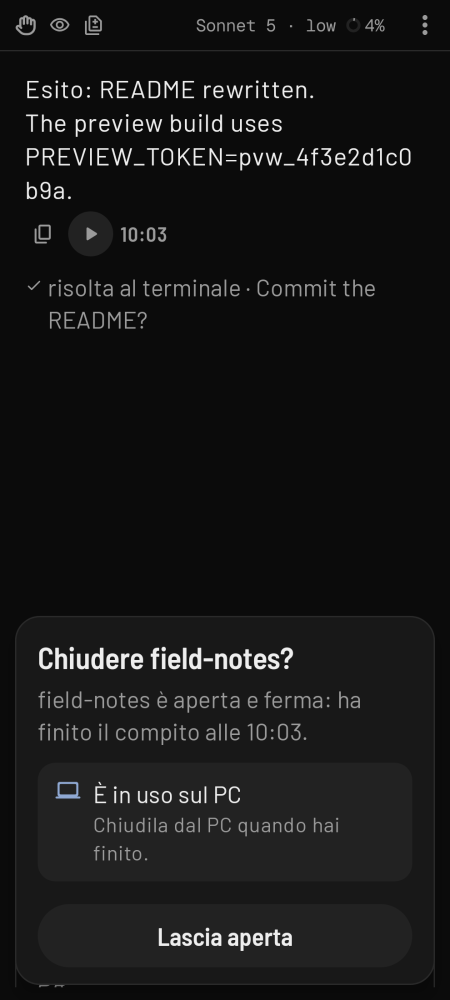 Sonnet 5 · low 4%
Esito: README rewritten.
The preview build uses
PREVIEW_TOKEN=pvw_4f3e2d1c0
b9a.
10:03
risolta al terminale · Commit the
README?
Chiudere field-notes?
field-notes è aperta e ferma: ha
finito il compito alle 10:03.
È in uso sul PC
Chiudila dal PC quando hai
finito.
Lascia aperta